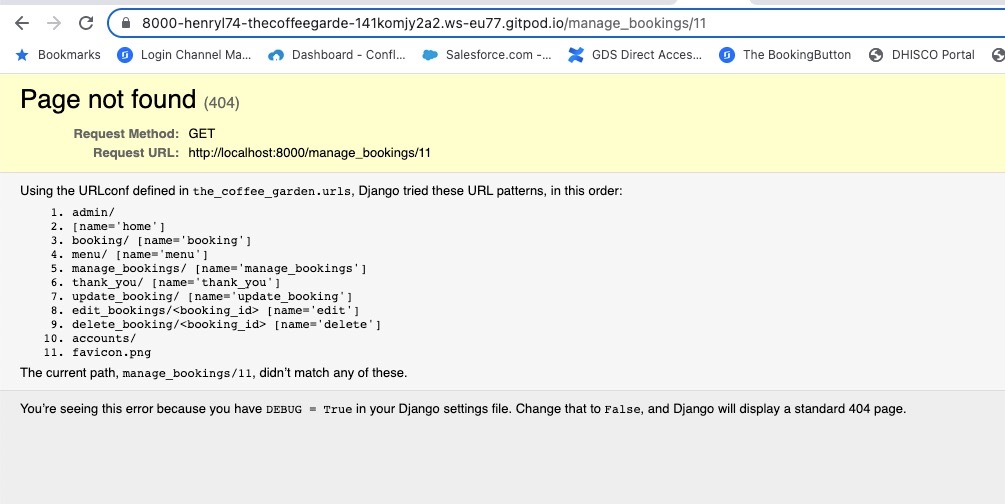 8000-henryl74-thecoffeegarde-141komjy2a2.ws-eu77.gitpod.io/manage_bookings/11
Bookmarks Login Channel Ma... Dashboard - Confl... Salesforce.com -... GDS Direct Acces... The BookingButton DHISCO Portal
Page not found (404)
Request Method: GET
Request URL: http://localhost:8000/manage_bookings/11
Using the URLconf defined in the_coffee_garden.urls, Django tried these URL patterns, in this order:
1. admin/
2. [name='home']
3. booking/ [name='booking']
4. menu/ [name='menu']
5. manage_bookings/ [name='manage_bookings']
6. thank_you/ [name='thank_you']
7. update_booking/ [name='update_booking']
8. edit_bookings/<booking_id> [name='edit']
9. delete_booking/<booking_id> [name='delete']
10. accounts/
11. favicon.png
The current path, manage_bookings/11, didn’t match any of these.
You’re seeing this error because you have DEBUG = True in your Django settings file. Change that to False, and Django will display a standard 404 page.